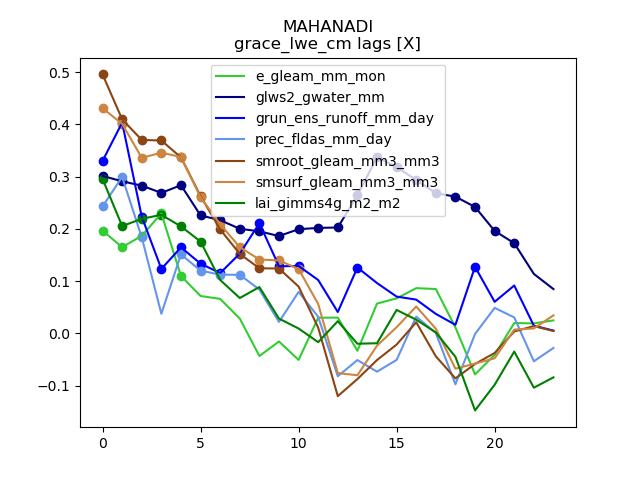 MAHANADI
grace_lwe_cm lags [X]
0.5
0.4
0.3
0.2
0.1
0.0
−0.1
0
5
10
15
20
e_gleam_mm_mon
glws2_gwater_mm
grun_ens_runoff_mm_day
prec_fldas_mm_day
smroot_gleam_mm3_mm3
smsurf_gleam_mm3_mm3
lai_gimms4g_m2_m2